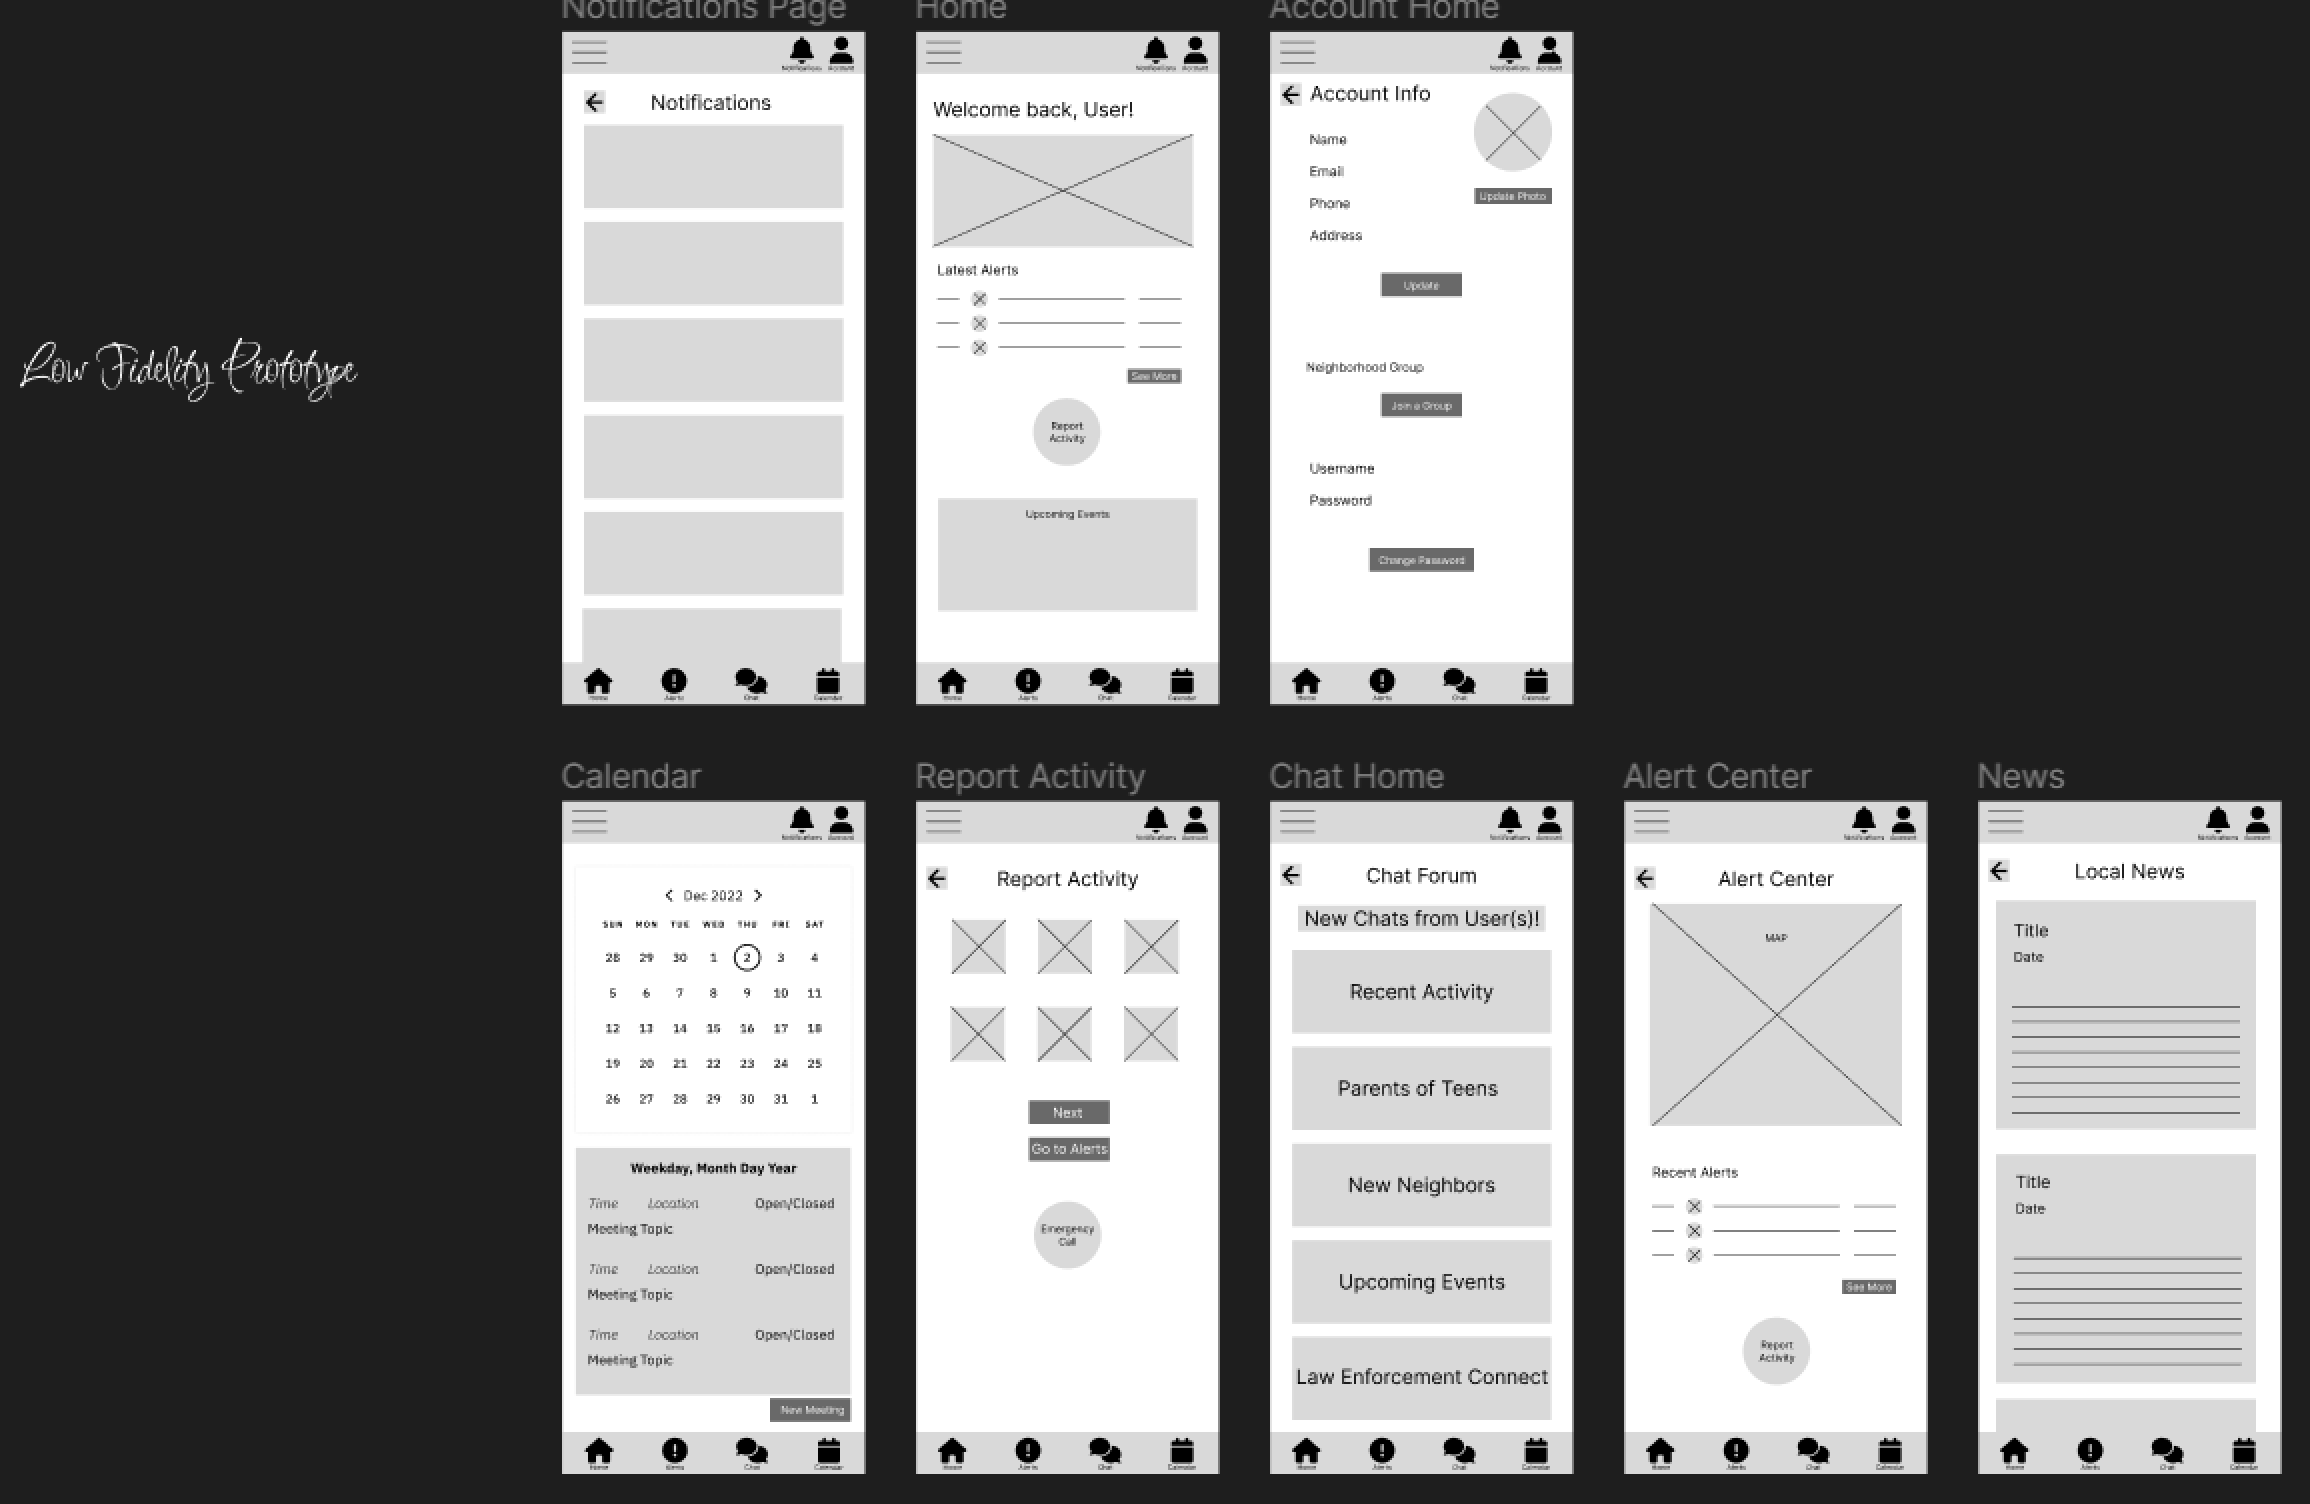 Notifications Page
Home
Account Home
Low Fidelity Prototype
Notifications Account
Notifications
Home Alerts Chat Calendar
Notifications Account
Welcome back, User!
Latest Alerts
See More
Report
Activity
Upcoming Events
Home Alerts Chat Calendar
Notifications Account
Account Info
Name
Email
Phone
Address
Update Photo
Update
Neighborhood Group
Join a Group
Username
Password
Change Password
Home Alerts Chat Calendar
Calendar
Notifications Account
Dec 2022
SUN MON TUE WED THU FRI SAT
28 29 30 1 2 3 4
5 6 7 8 9 10 11
12 13 14 15 16 17 18
19 20 21 22 23 24 25
26 27 28 29 30 31 1
Weekday, Month Day Year
Time Location Open/Closed
Meeting Topic
Time Location Open/Closed
Meeting Topic
Time Location Open/Closed
Meeting Topic
New Meeting
Home Alerts Chat Calendar
Report Activity
Notifications Account
Report Activity
Next
Go to Alerts
Emergency
Call
Home Alerts Chat Calendar
Chat Home
Notifications Account
Chat Forum
New Chats from User(s)!
Recent Activity
Parents of Teens
New Neighbors
Upcoming Events
Law Enforcement Connect
Home Alerts Chat Calendar
Alert Center
Notifications Account
Alert Center
MAP
Recent Alerts
See More
Report
Activity
Home Alerts Chat Calendar
News
Notifications Account
Local News
Title
Date
Title
Date
Home Alerts Chat Calendar